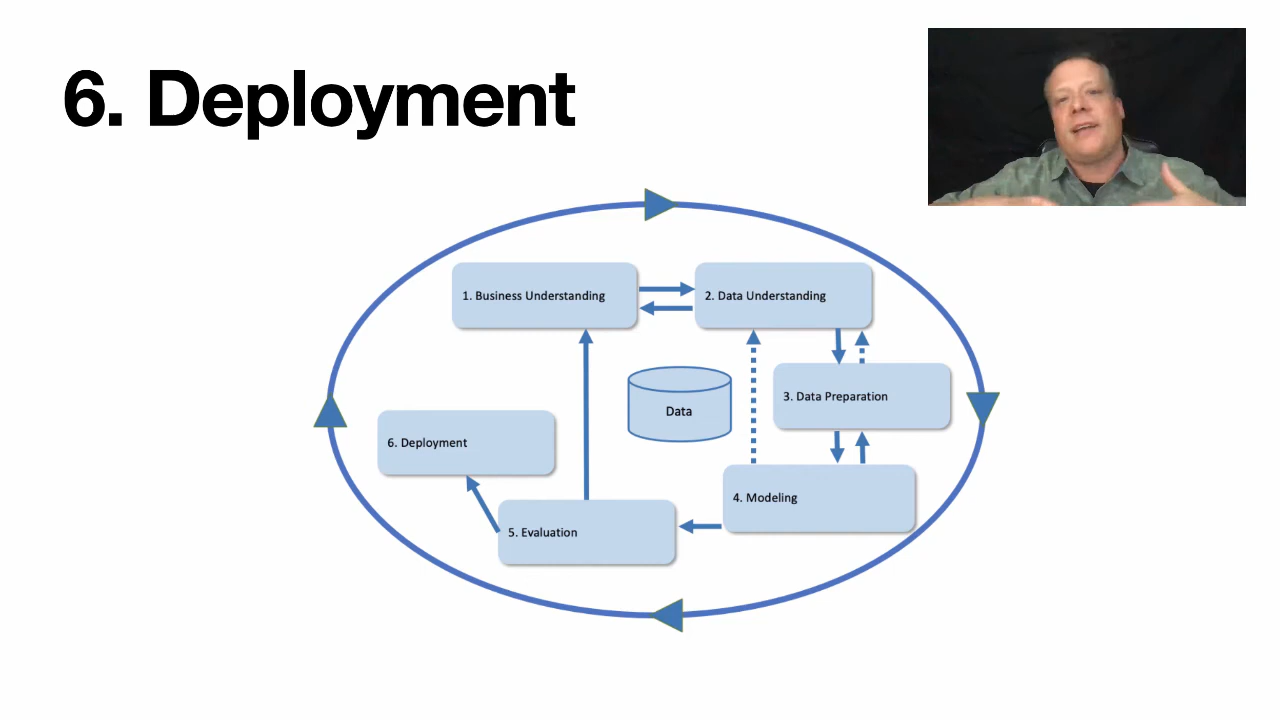 6. Deployment
1. Business Understanding
2. Data Understanding
3. Data Preparation
Data
6. Deployment
4. Modeling
5. Evaluation